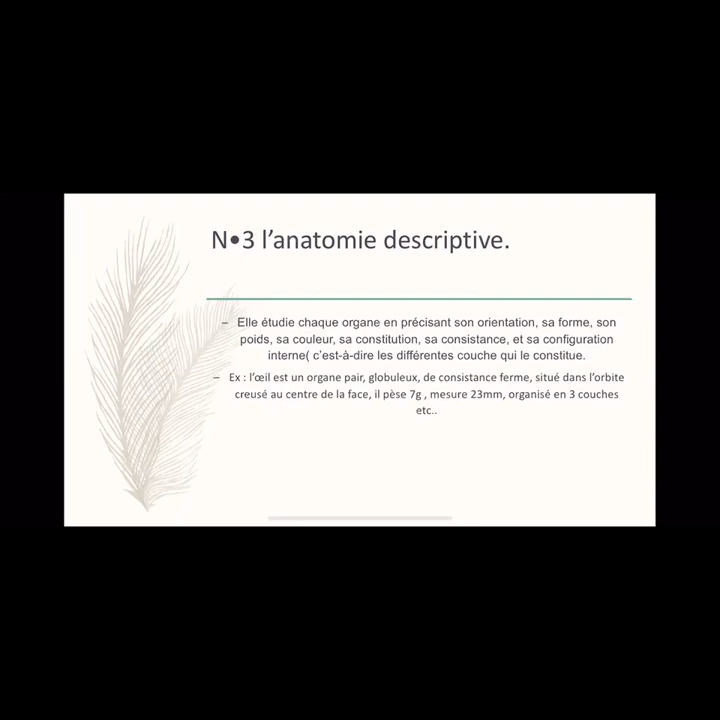 N•3 l’anatomie descriptive.
– Elle étudie chaque organe en précisant son orientation, sa forme, son
poids, sa couleur, sa constitution, sa consistance, et sa configuration
interne( c’est-à-dire les différentes couche qui le constitue.
– Ex : l’œil est un organe pair, globuleux, de consistance ferme, situé dans l’orbite
creusé au centre de la face, il pèse 7g , mesure 23mm, organisé en 3 couches
etc..